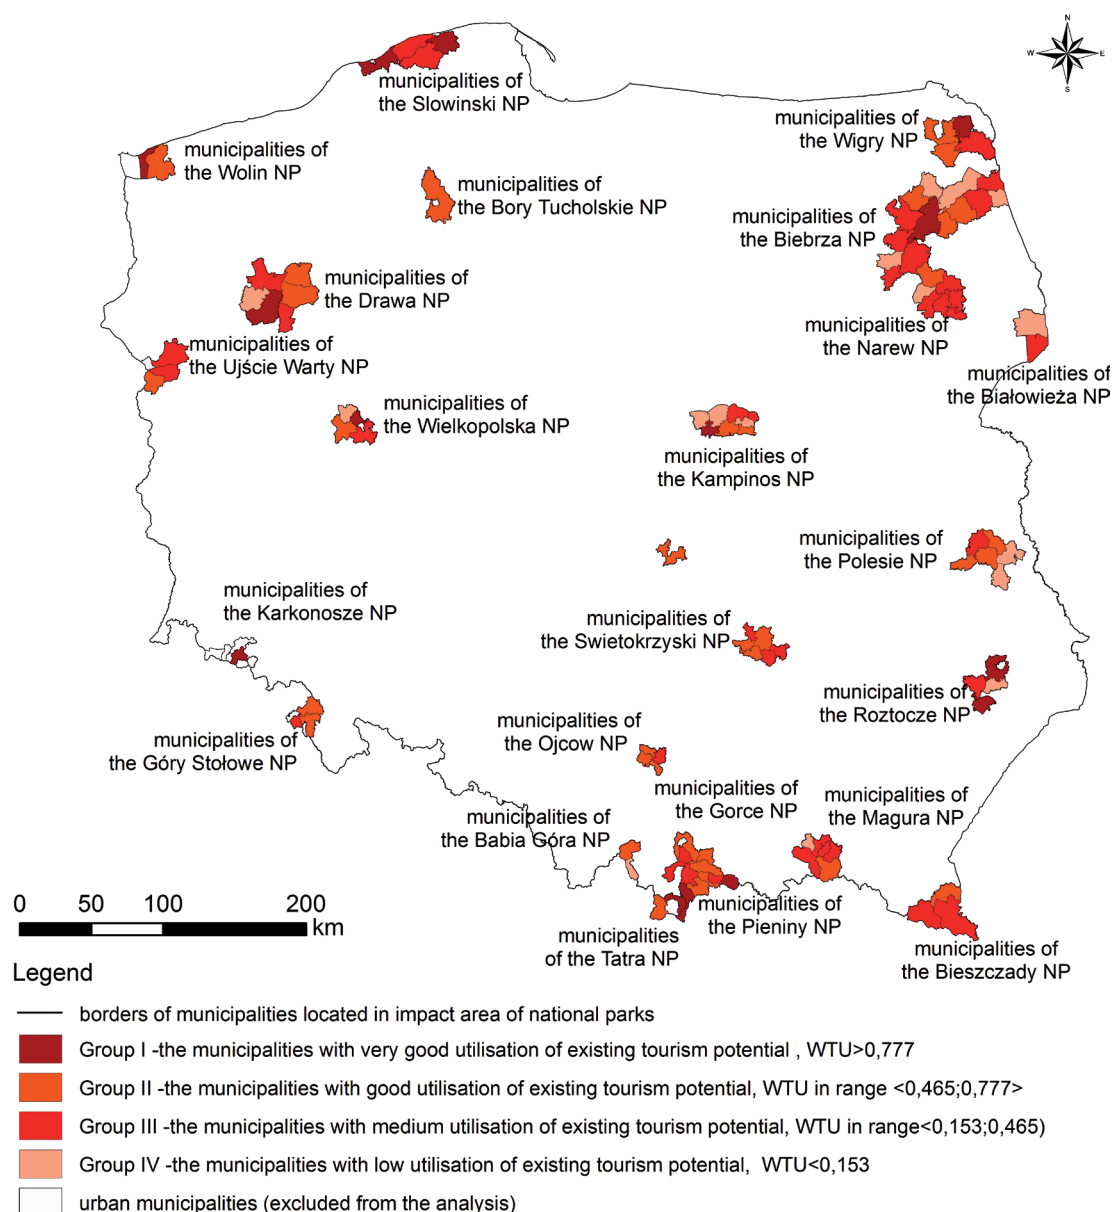 N
W
E
S
municipalities of
the Slowinski NP
municipalities of
the Wigry NP
municipalities of
the Wolin NP
municipalities of
the Bory Tucholskie NP
municipalities of
the Biebrza NP
municipalities of
the Drawa NP
municipalities of
the Narew NP
municipalities of
the Ujście Warty NP
municipalities of
the Białowieża NP
municipalities of
the Wielkopolska NP
municipalities of
the Kampinos NP
municipalities of
the Polesie NP
municipalities of
the Karkonosze NP
municipalities of
the Swietokrzyski NP
municipalities of
the Roztocze NP
municipalities of
the Góry Stołowe NP
municipalities of
the Ojcow NP
municipalities of
the Gorce NP
municipalities of
the Magura NP
municipalities of
the Babia Góra NP
municipalities of
the Pieniny NP
municipalities
of the Tatra NP
municipalities of
the Bieszczady NP
0 50 100 200
km
Legend
borders of municipalities located in impact area of national parks
Group I -the municipalities with very good utilisation of existing tourism potential , WTU>0,777
Group II -the municipalities with good utilisation of existing tourism potential, WTU in range <0,465;0,777>
Group III -the municipalities with medium utilisation of existing tourism potential, WTU in range<0,153;0,465)
Group IV -the municipalities with low utilisation of existing tourism potential, WTU<0,153
urban municipalities (excluded from the analysis)